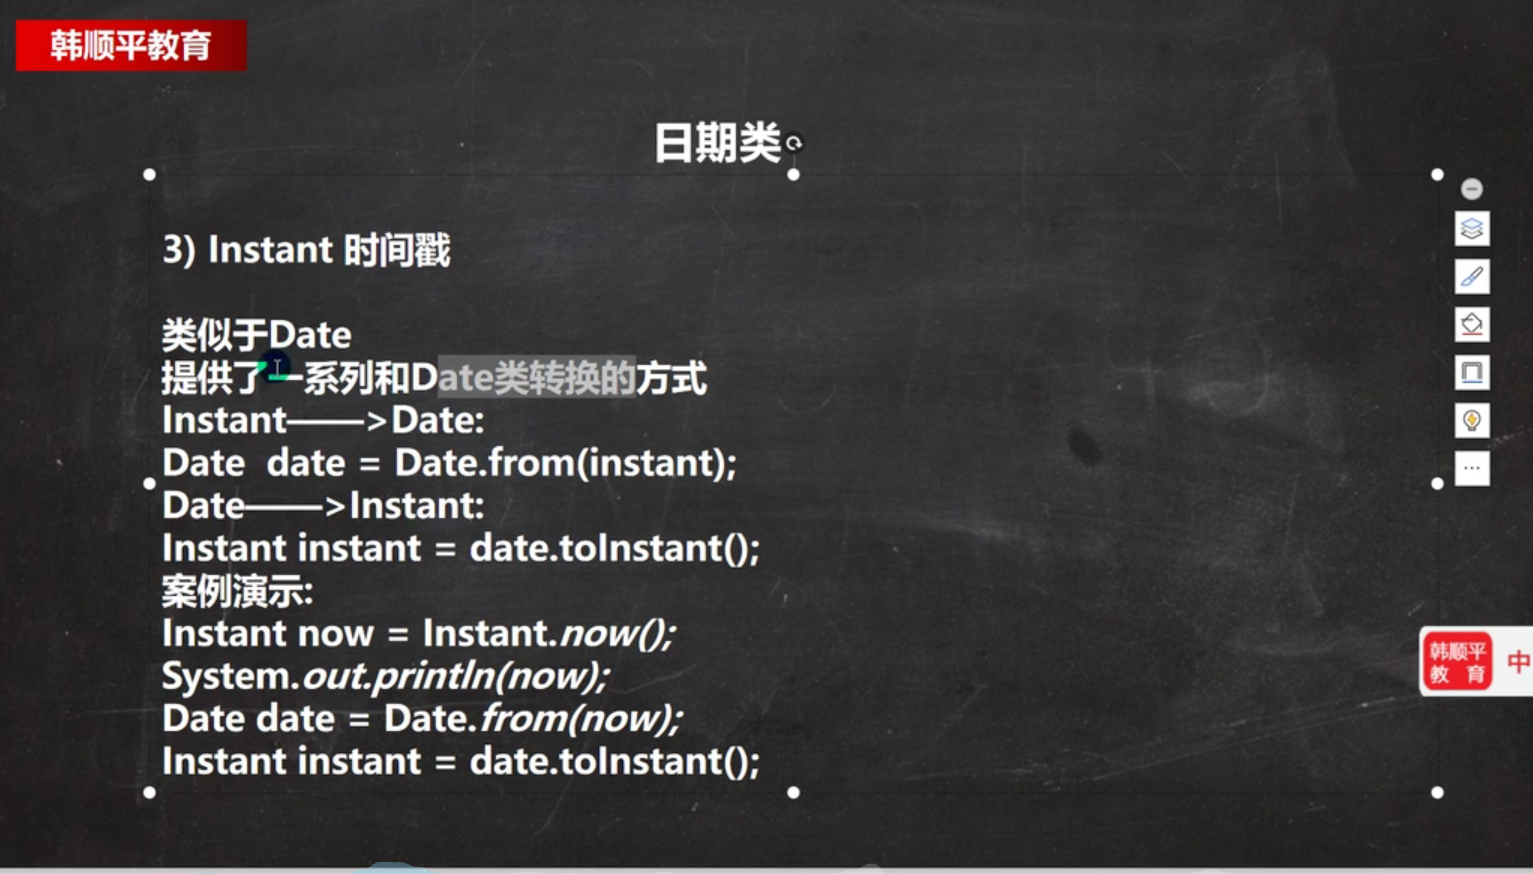 韩顺平教育
日期类
3) Instant 时间戳
类似于Date
提供了一系列和Date类转换的方式
Instant——>Date:
Date  date = Date.from(instant);
Date——>Instant:
Instant instant = date.toInstant();
案例演示:
Instant now = Instant.now();
System.out.println(now);
Date date = Date.from(now);
Instant instant = date.toInstant();
韩顺平
教 育
中